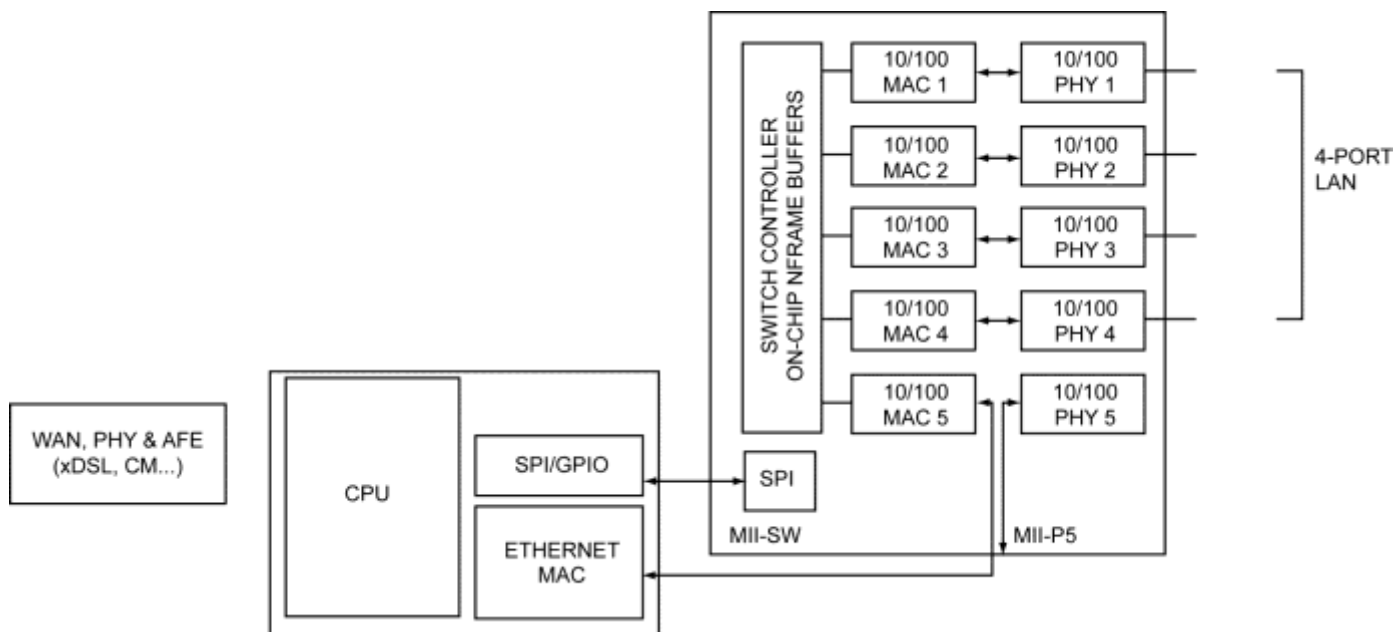 SWITCH CONTROLLER
ON-CHIP NFRAME BUFFERS
10/100
MAC 1
10/100
PHY 1
10/100
MAC 2
10/100
PHY 2
10/100
MAC 3
10/100
PHY 3
10/100
MAC 4
10/100
PHY 4
10/100
MAC 5
10/100
PHY 5
4-PORT
LAN
WAN, PHY & AFE
(xDSL, CM...)
CPU
SPI/GPIO
ETHERNET
MAC
SPI
MII-SW
MII-P5